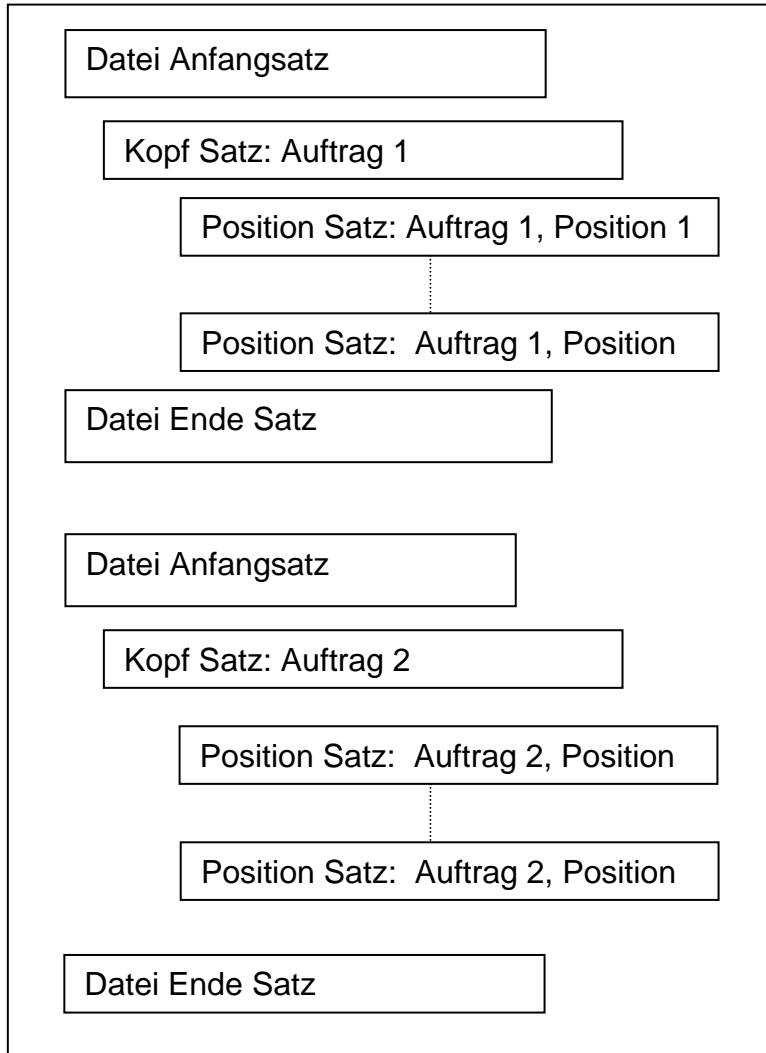 Datei Anfangsatz
Kopf Satz: Auftrag 1
Position Satz: Auftrag 1, Position 1
Position Satz: Auftrag 1, Position
Datei Ende Satz
Datei Anfangsatz
Kopf Satz: Auftrag 2
Position Satz: Auftrag 2, Position
Position Satz: Auftrag 2, Position
Datei Ende Satz